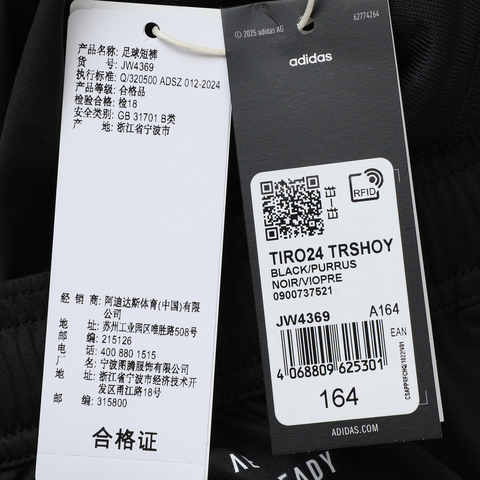 产品名称: 足球短裤
货 号: JW4369
执行标准: Q/320500 ADSZ 012-2024
产品等级: 合格品
检验合格: 检18
安全类别: GB 31701 B类
产 地: 浙江省宁波市
经 销 商: 阿迪达斯体育(中国)有限
公司
地 址: 苏州工业园区唯胜路508号
邮 编: 215126
电 话: 400 880 1515
厂 名: 宁波图腾服饰有限公司
地 址: 浙江省宁波市经济技术开
发区甬江路18号
邮 编: 315800
合格证
© 2025 adidas AG
62774264
adidas
扫一扫
RFID
TIRO24 TRSHOY
BLACK/PURRUS
NOIR/VIOPRE
0900737521
JW4369 A164
EAN
4 068809 625301
164
ADIDAS.COM
EADY